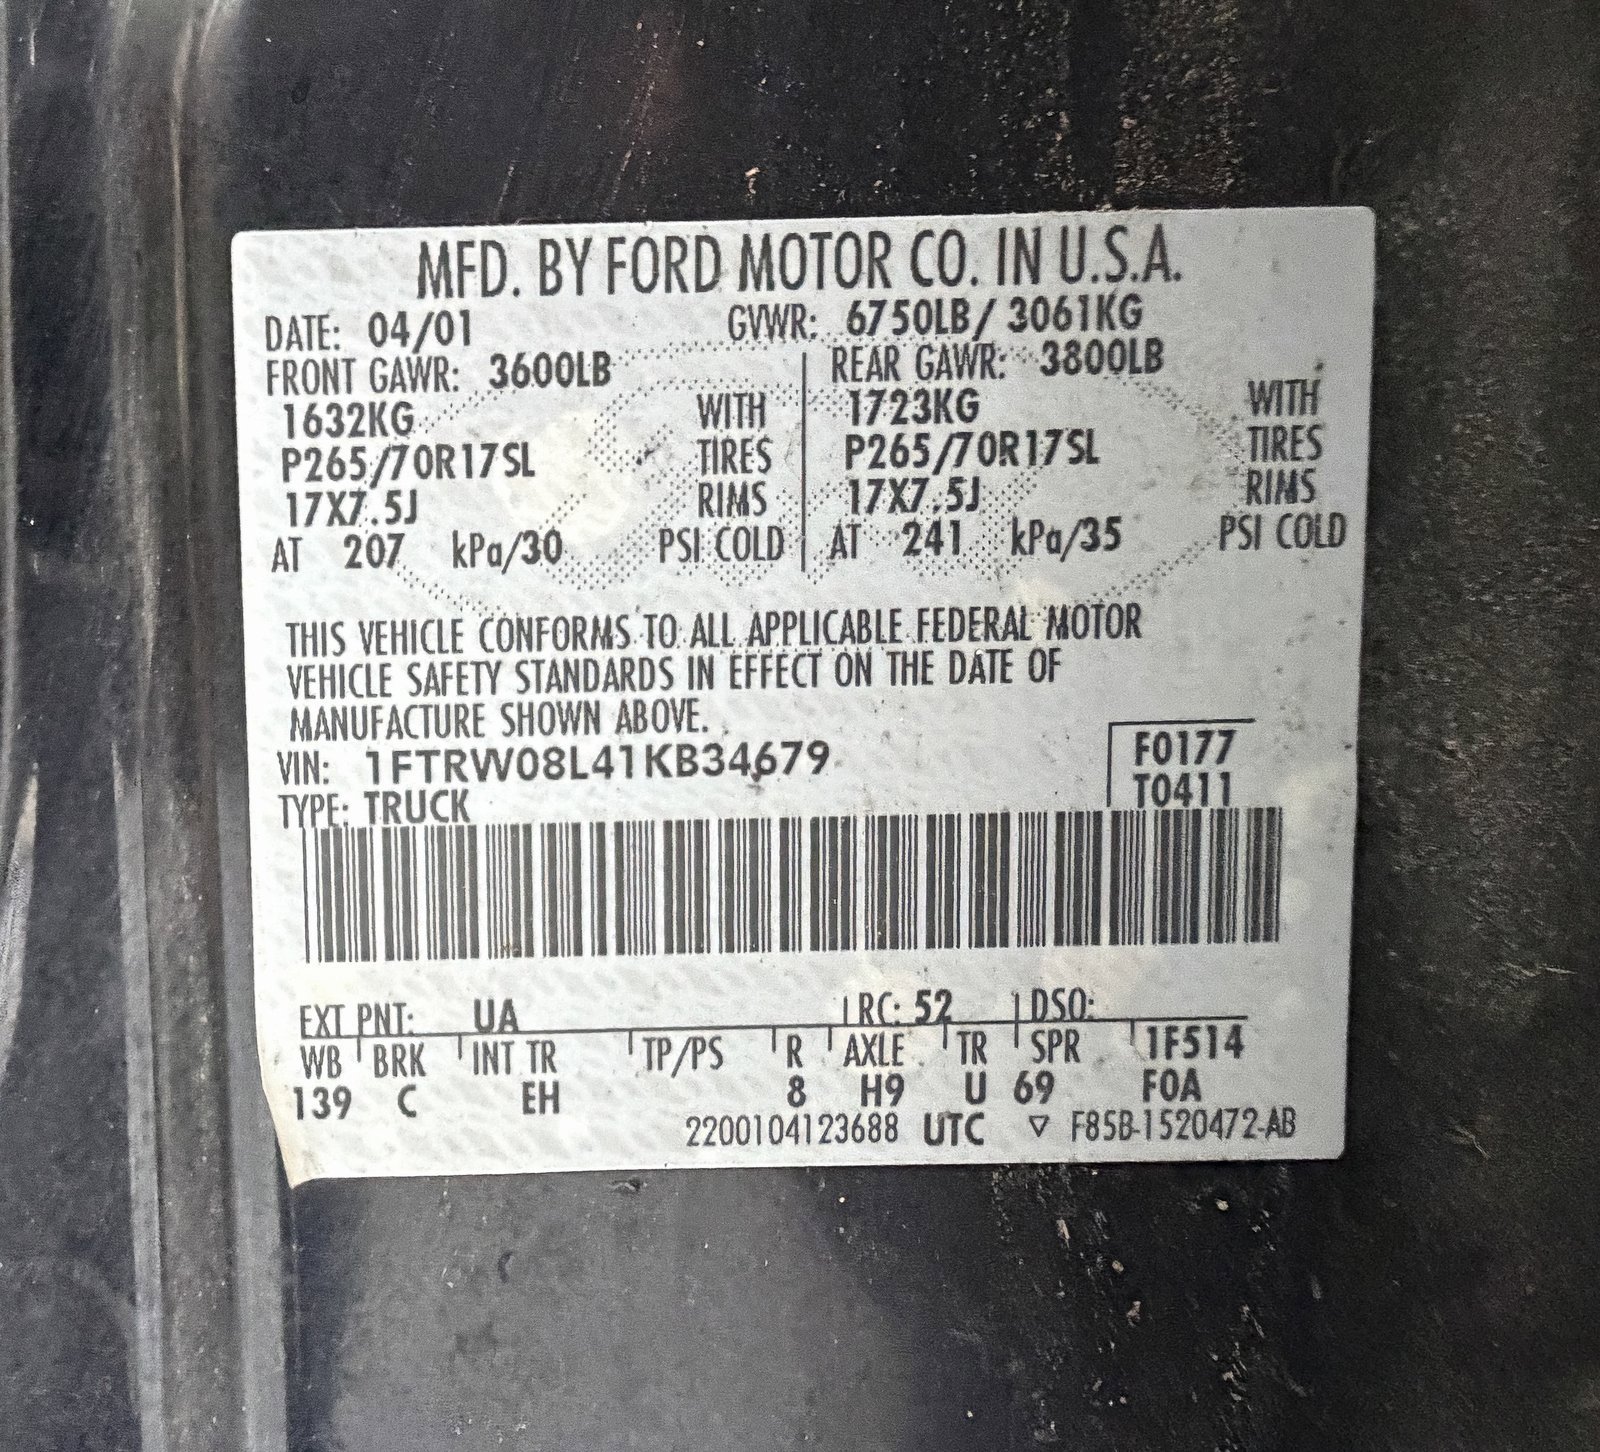 MFD. BY FORD MOTOR CO. IN U.S.A.
DATE: 04/01 GVWR: 6750LB/ 3061KG
FRONT GAWR: 3600LB REAR GAWR: 3800LB
1632KG WITH 1723KG WITH
P265/70R17SL TIRES P265/70R17SL TIRES
17X7.5J RIMS 17X7.5J RIMS
AT 207 kPa/30 PSI COLD AT 241 kPa/35 PSI COLD
THIS VEHICLE CONFORMS TO ALL APPLICABLE FEDERAL MOTOR
VEHICLE SAFETY STANDARDS IN EFFECT ON THE DATE OF
MANUFACTURE SHOWN ABOVE.
VIN: 1FTRW08L41KB34679 F0177
TYPE: TRUCK T0411
EXT PNT: UA RC: 52 DSO:
WB BRK INT TR TP/PS R AXLE TR SPR 1F514
139 C EH 8 H9 U 69 F0A
2200104123688 UTC ▽ F85B-1520472-AB